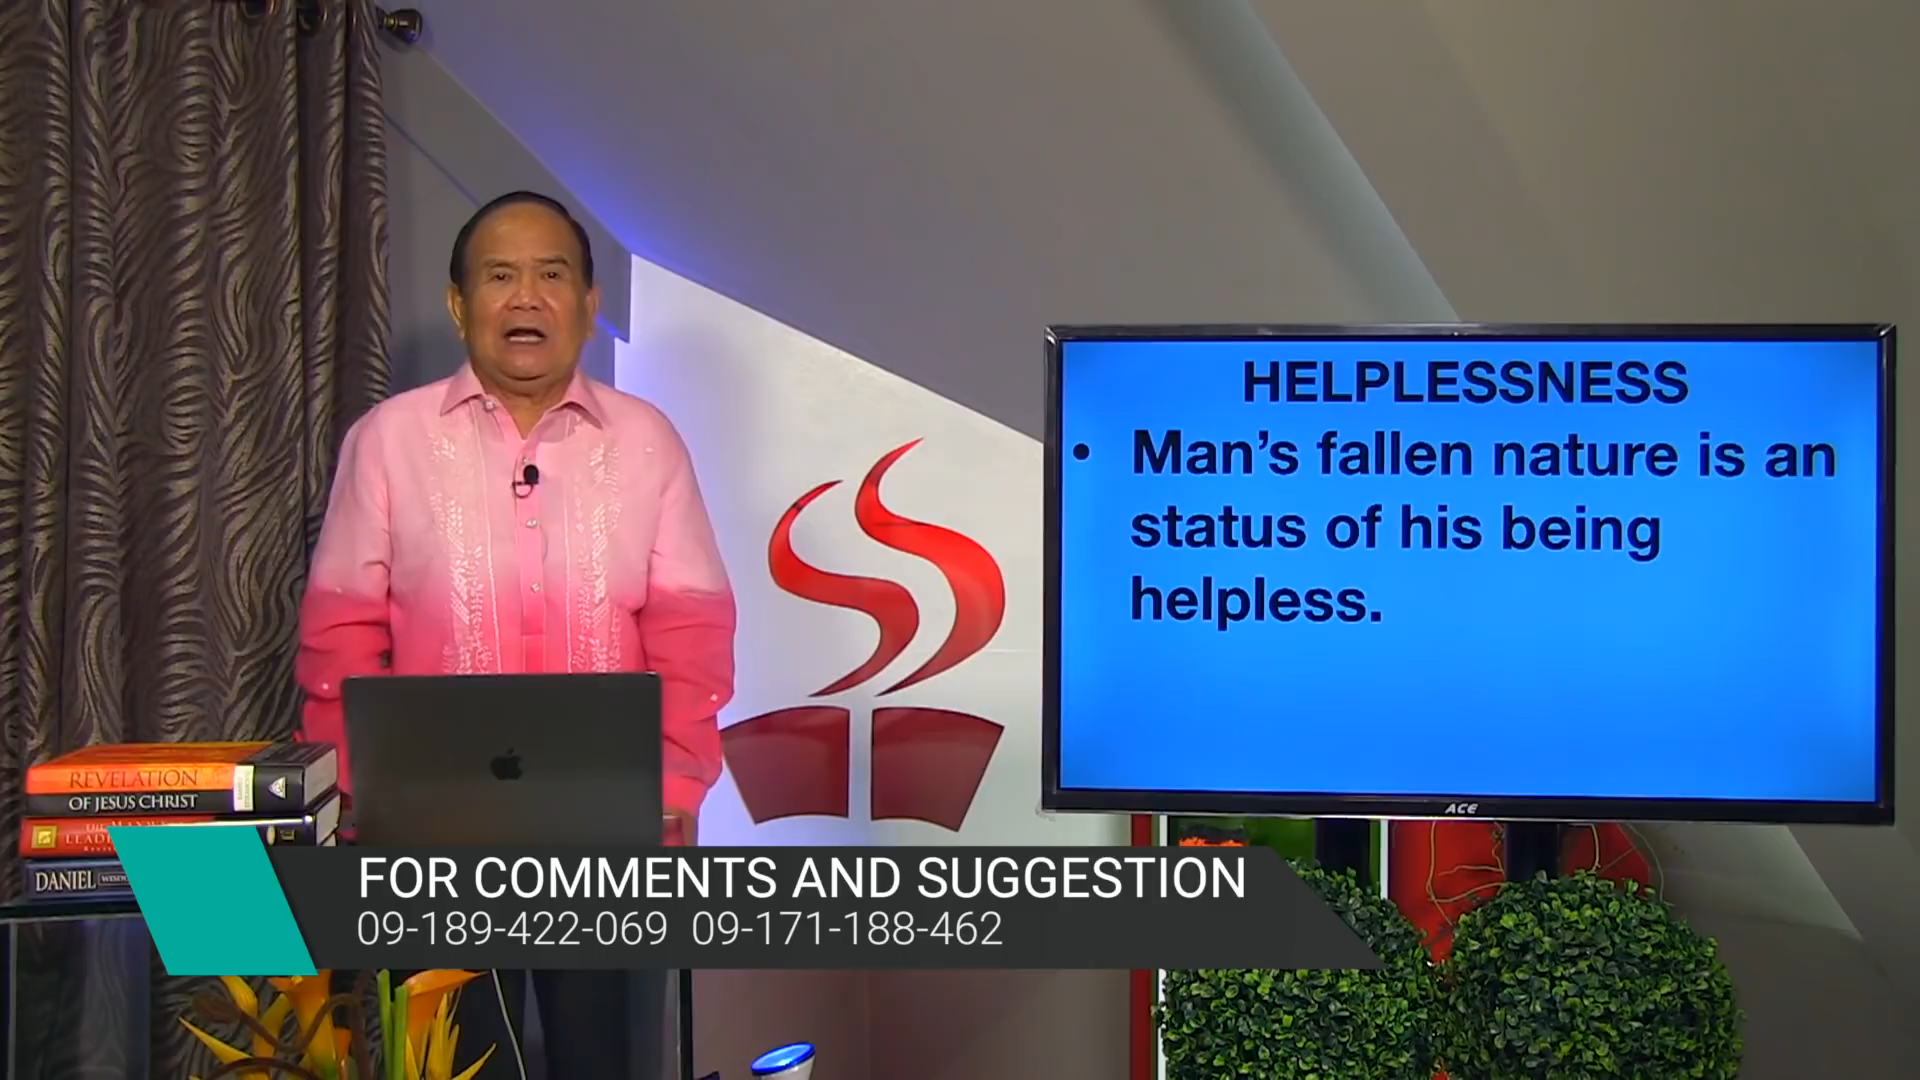 HELPLESSNESS
• Man's fallen nature is an
status of his being
helpless.
ACE
REVELATION
OF JESUS CHRIST
DANIEL
FOR COMMENTS AND SUGGESTION
09-189-422-069 09-171-188-462